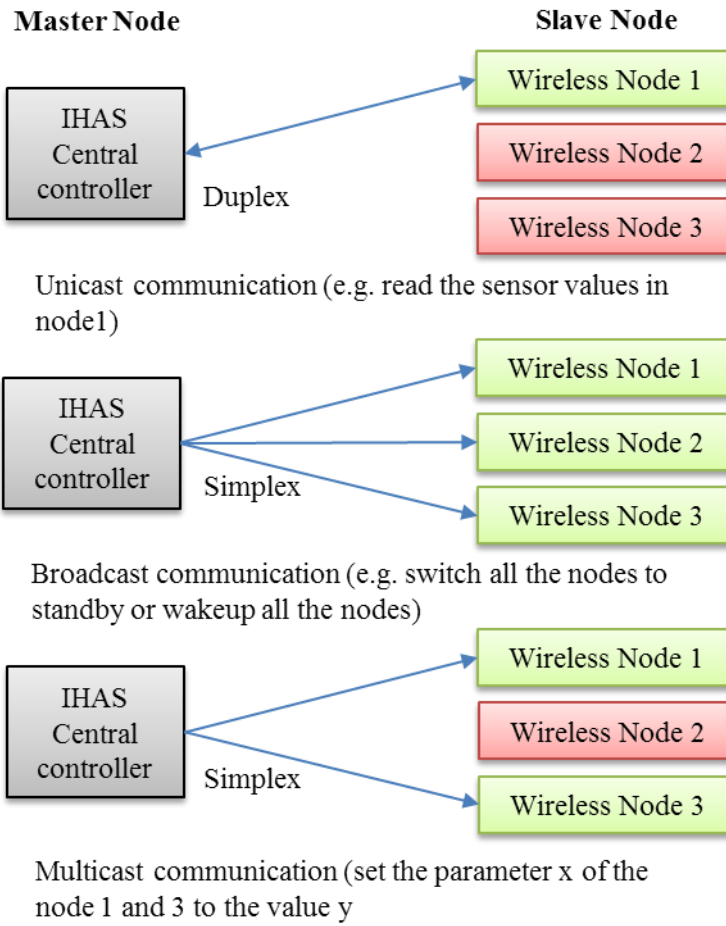 Master Node
Slave Node
Wireless Node 1
IHAS
Central
controller
Wireless Node 2
Duplex
Wireless Node 3
Unicast communication (e.g. read the sensor values in
node1)
Wireless Node 1
IHAS
Central
controller
Wireless Node 2
Simplex
Wireless Node 3
Broadcast communication (e.g. switch all the nodes to
standby or wakeup all the nodes)
Wireless Node 1
IHAS
Central
controller
Wireless Node 2
Simplex
Wireless Node 3
Multicast communication (set the parameter x of the
node 1 and 3 to the value y